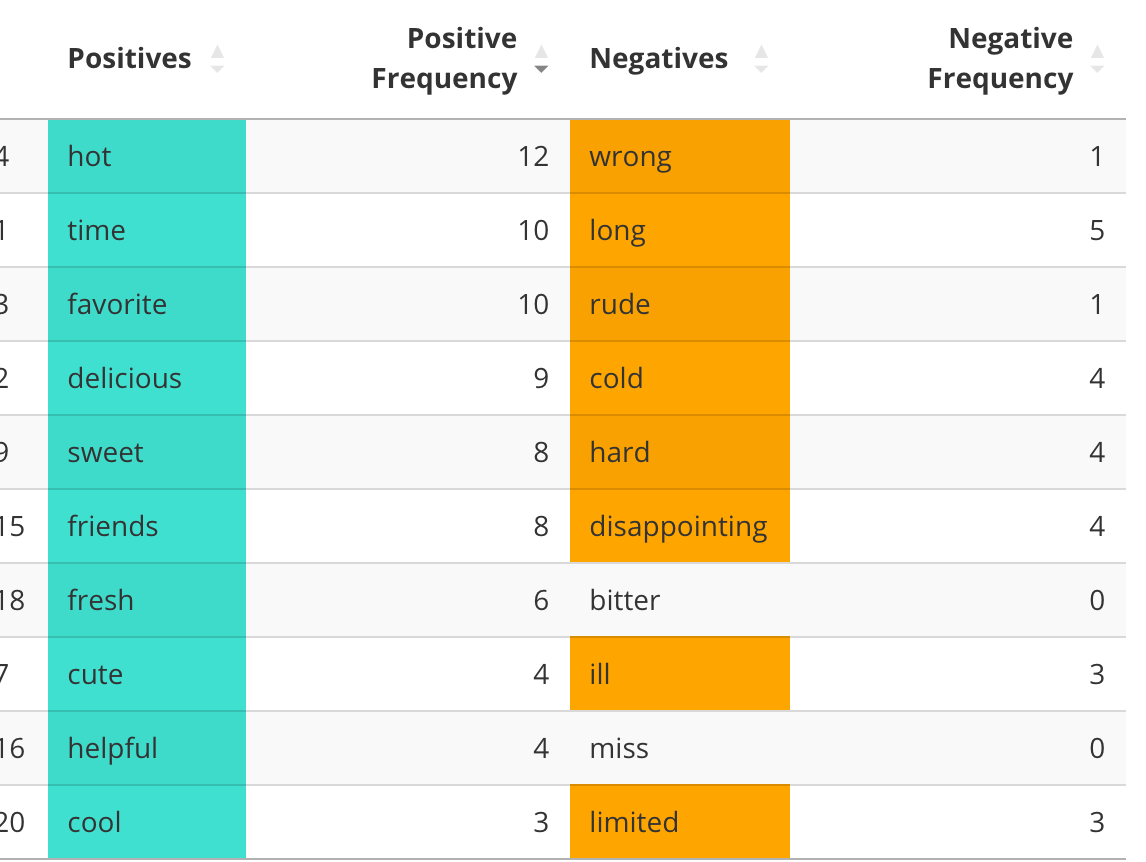 Positives Positive Frequency Negatives Negative Frequency
4 hot 12 wrong 1
1 time 10 long 5
3 favorite 10 rude 1
2 delicious 9 cold 4
9 sweet 8 hard 4
15 friends 8 disappointing 4
18 fresh 6 bitter 0
7 cute 4 ill 3
16 helpful 4 miss 0
20 cool 3 limited 3